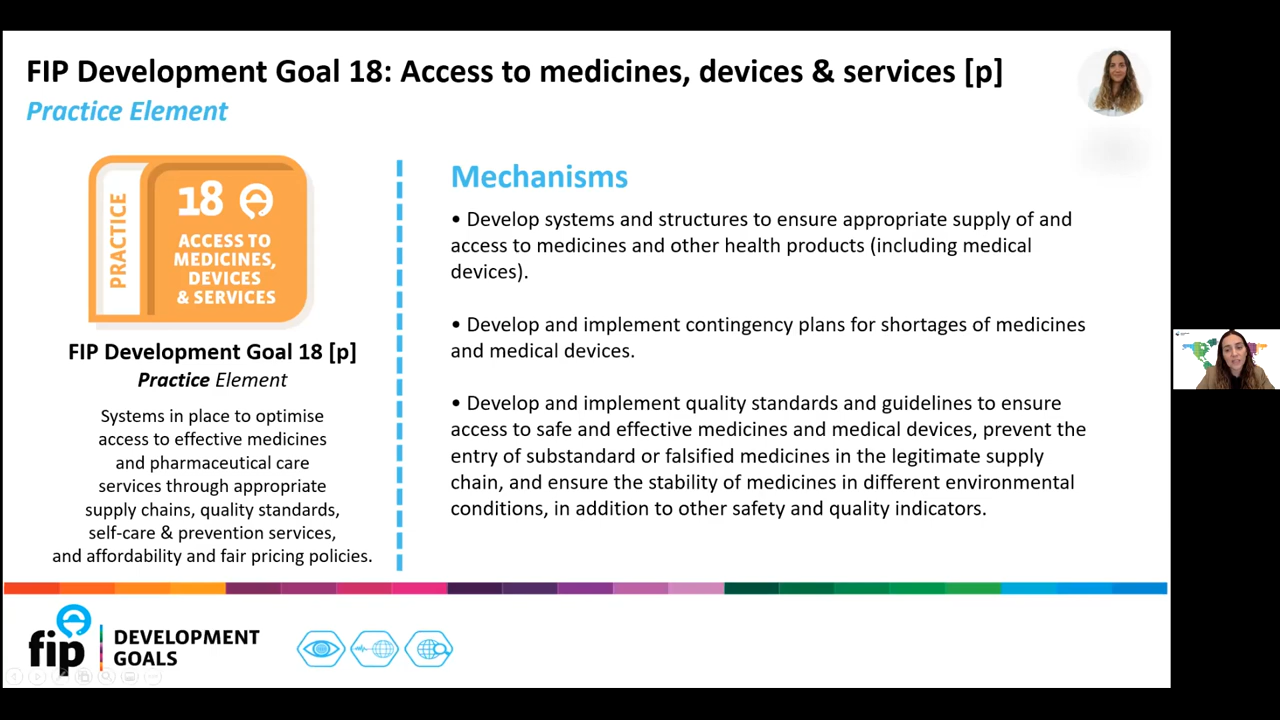 FIP Development Goal 18: Access to medicines, devices & services [p]
Practice Element
PRACTICE
18
ACCESS TO
MEDICINES,
DEVICES
& SERVICES
FIP Development Goal 18 [p]
Practice Element
Systems in place to optimise
access to effective medicines
and pharmaceutical care
services through appropriate
supply chains, quality standards,
self-care & prevention services,
and affordability and fair pricing policies.
Mechanisms
• Develop systems and structures to ensure appropriate supply of and
access to medicines and other health products (including medical
devices).
• Develop and implement contingency plans for shortages of medicines
and medical devices.
• Develop and implement quality standards and guidelines to ensure
access to safe and effective medicines and medical devices, prevent the
entry of substandard or falsified medicines in the legitimate supply
chain, and ensure the stability of medicines in different environmental
conditions, in addition to other safety and quality indicators.
fip
DEVELOPMENT
GOALS